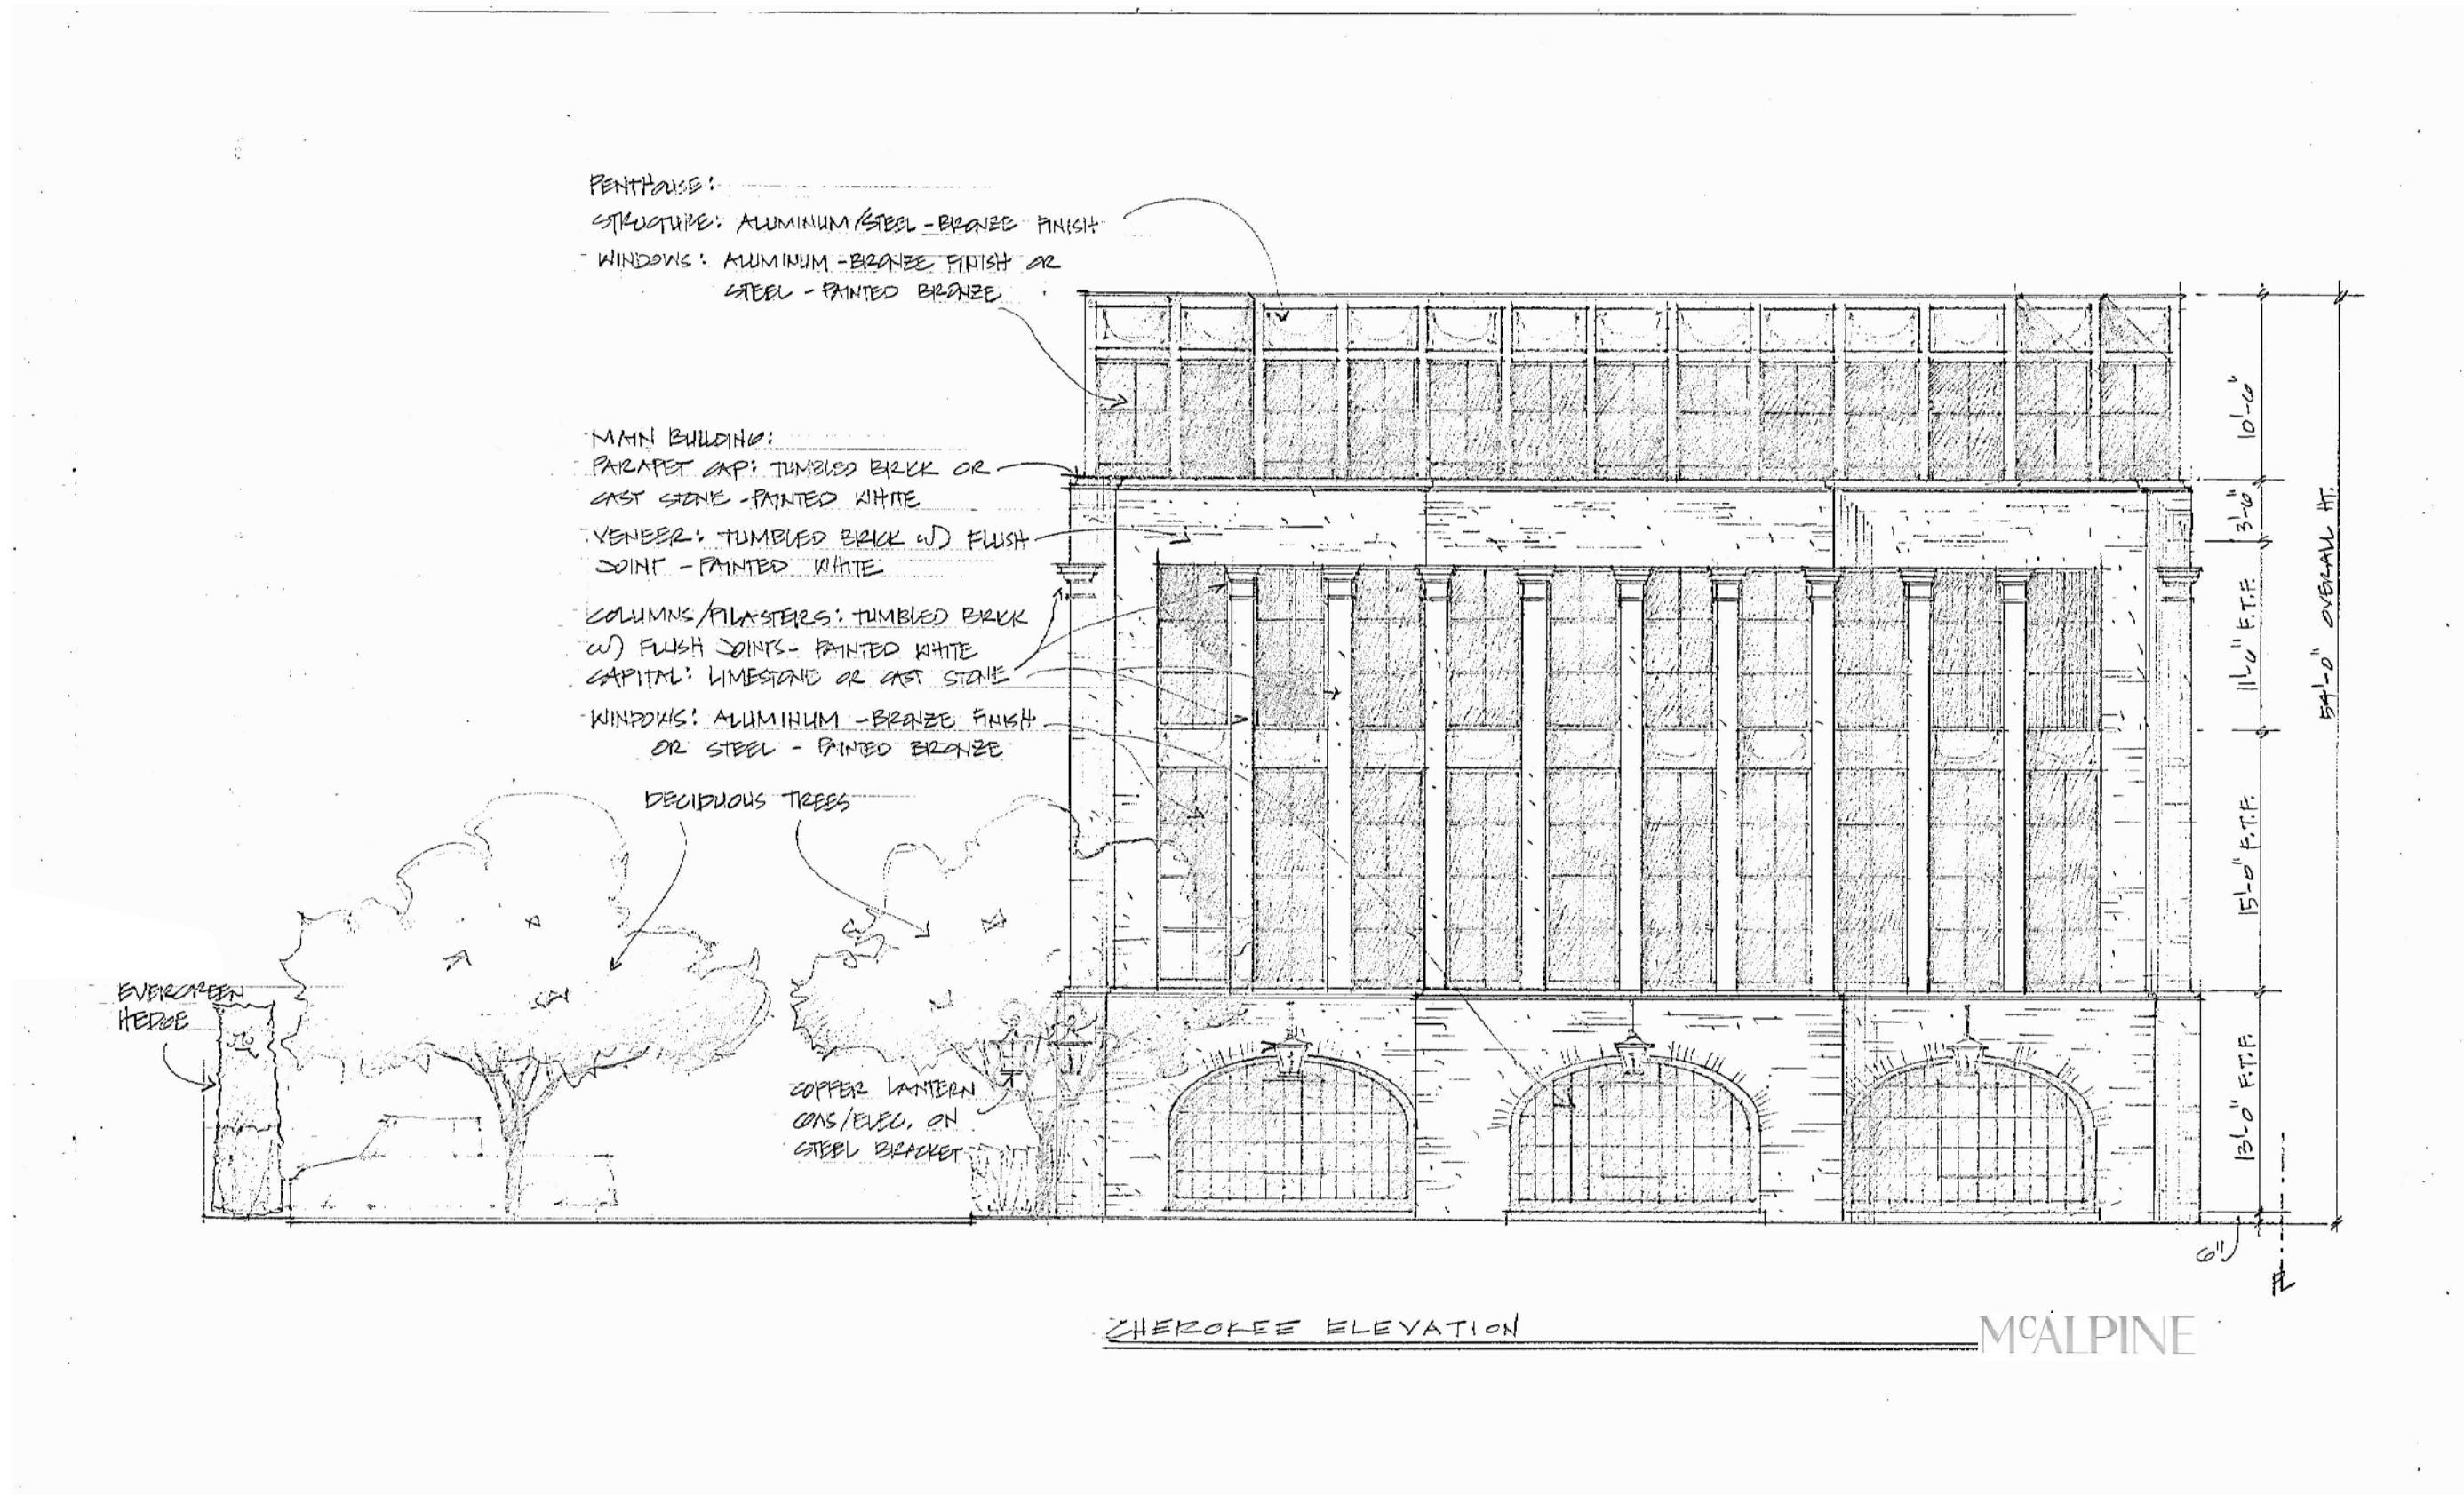 PENTHOUSE:
STRUCTURE: ALUMINUM/STEEL - BRONZE FINISH
WINDOWS: ALUMINUM - BRONZE FINISH OR
STEEL - PAINTED BRONZE
MAIN BUILDING:
PARAPET CAP: TUMBLED BRICK OR
CAST STONE - PAINTED WHITE
VENEER: TUMBLED BRICK W/ FLUSH
JOINT - PAINTED WHITE
COLUMNS/PILASTERS: TUMBLED BRICK
W/ FLUSH JOINTS - PAINTED WHITE
CAPITAL: LIMESTONE OR CAST STONE
WINDOWS: ALUMINUM - BRONZE FINISH
OR STEEL - PAINTED BRONZE
DECIDUOUS TREES
EVERGREEN
HEDGE
COPPER LANTERN
GAS/ELEC. ON
STEEL BRACKET
10'-6"
3'-6"
11'-6" F.T.F.
15'-0" F.T.F.
13'-0" F.T.F.
6"
54'-0" OVERALL HT.
PL
CHEROKEE ELEVATION
MCALPINE